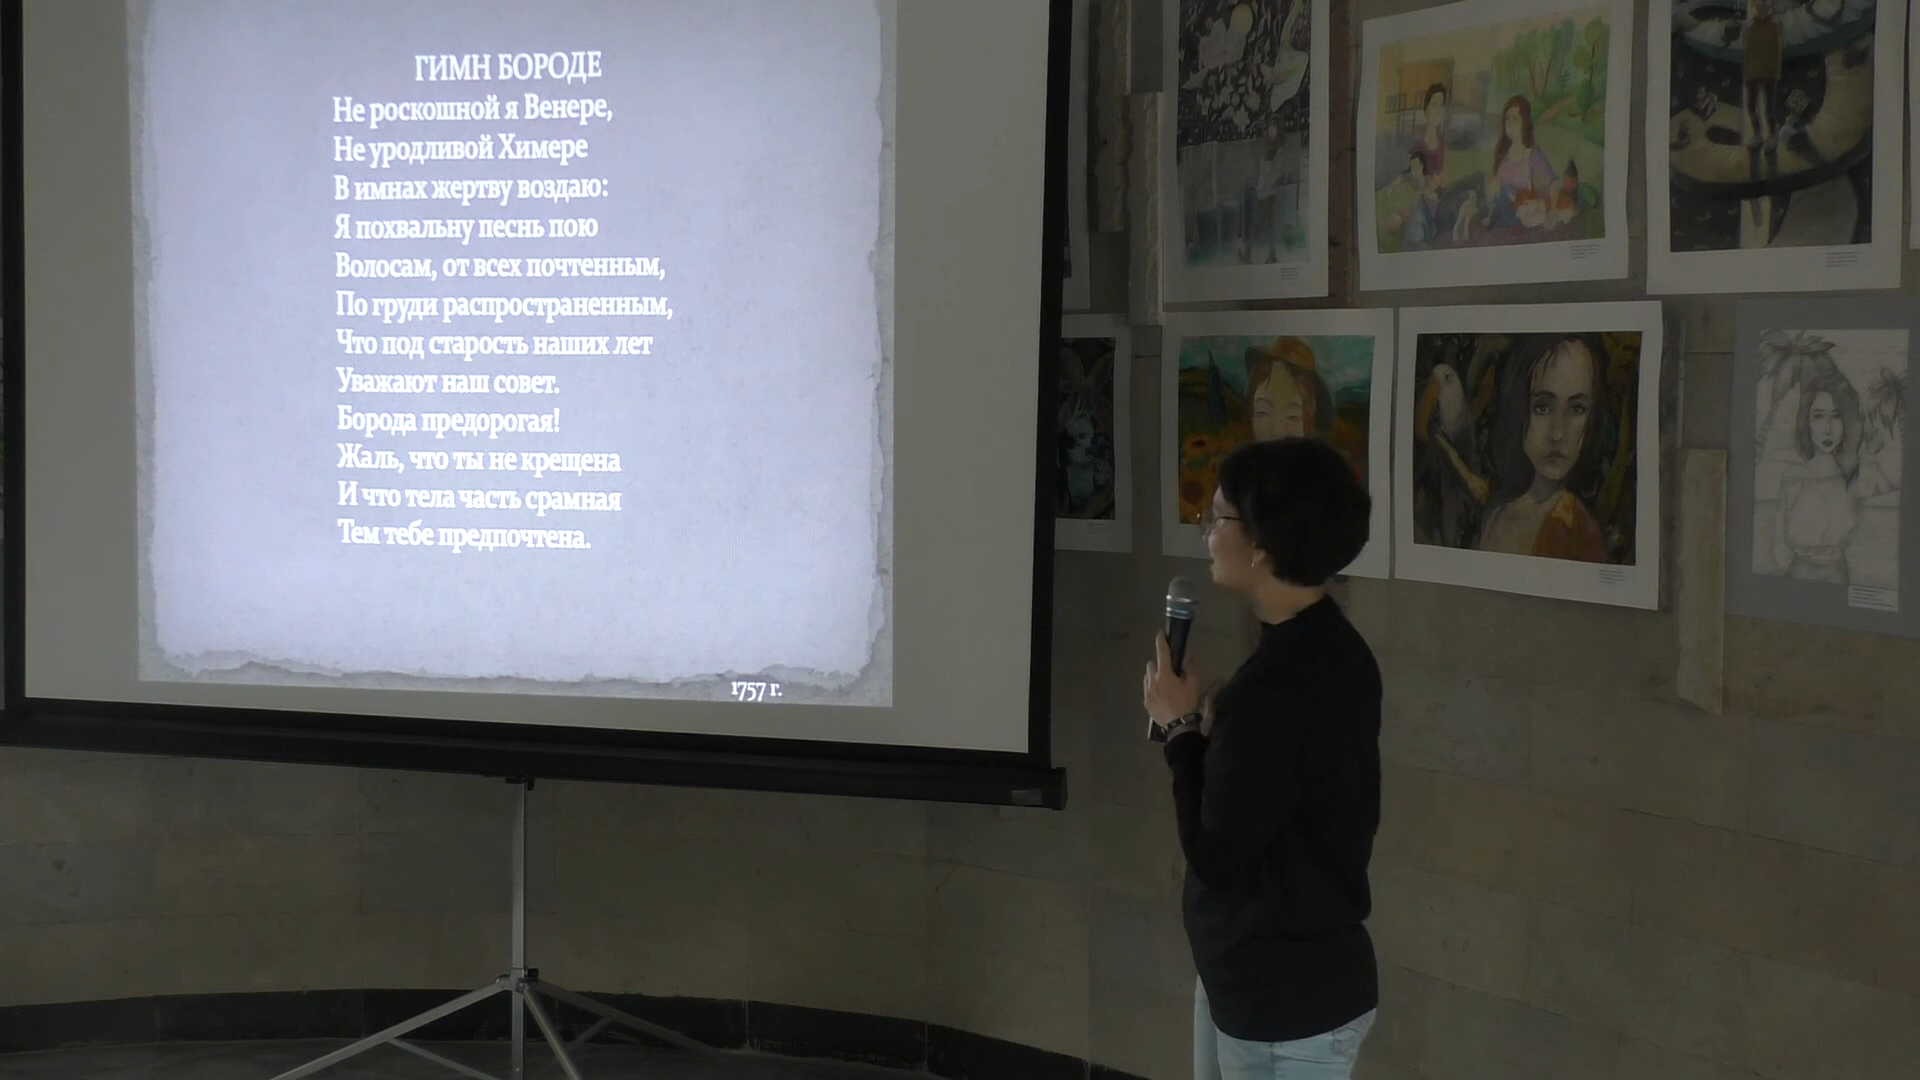 ГИМН БОРОДЕ
Не роскошной я Венере,
Не уродливой Химере
В имнах жертву воздаю:
Я похвальну песнь пою
Волосам, от всех почтенным,
По груди распространенным,
Что под старость наших лет
Уважают наш совет.
Борода предорогая!
Жаль, что ты не крещена
И что тела часть срамная
Тем тебе предпочтена.
1757 г.